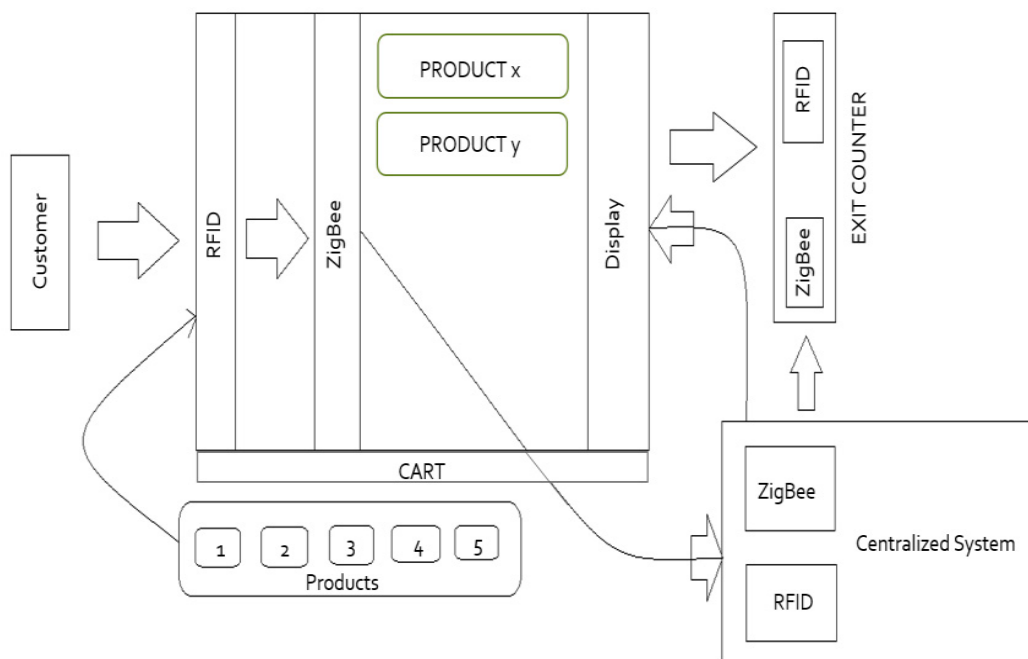 Customer
RFID
ZigBee
PRODUCT x
PRODUCT y
Display
CART
1 2 3 4 5
Products
RFID
ZigBee
EXIT COUNTER
ZigBee
Centralized System
RFID